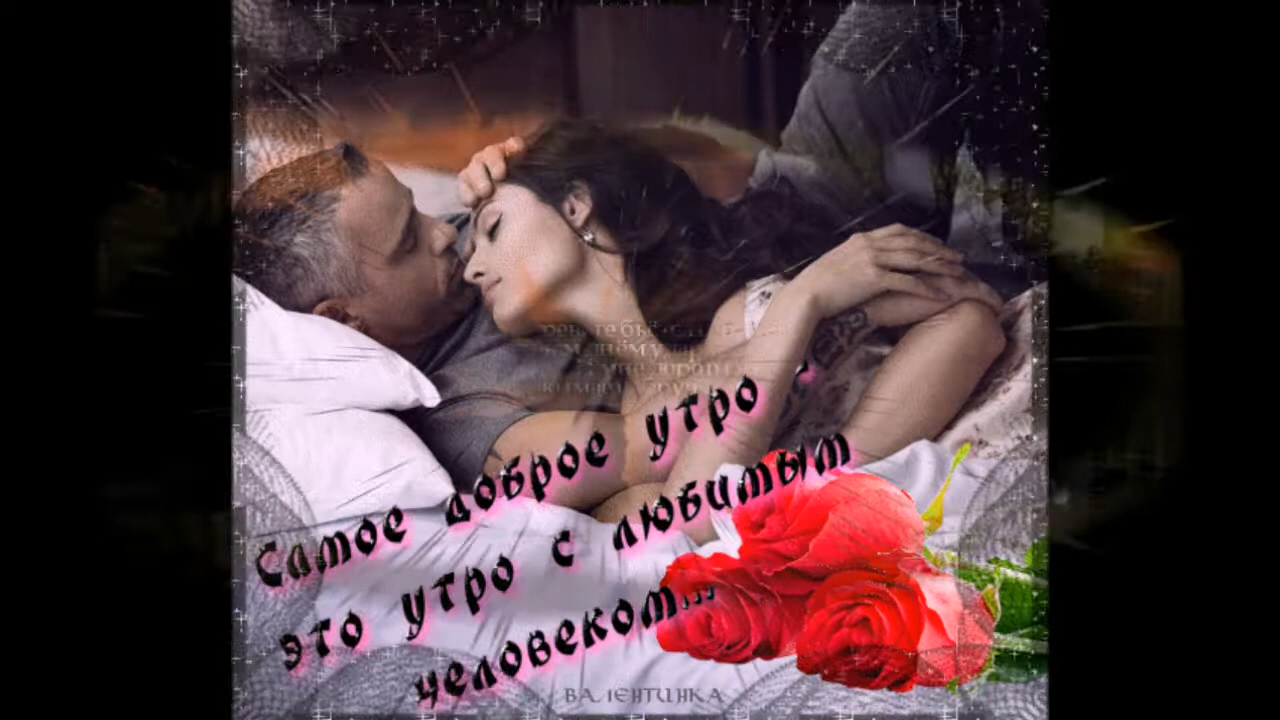 Самое доброе утро -
это утро с любимым
человеком...
ВАЛЕНТИНКА